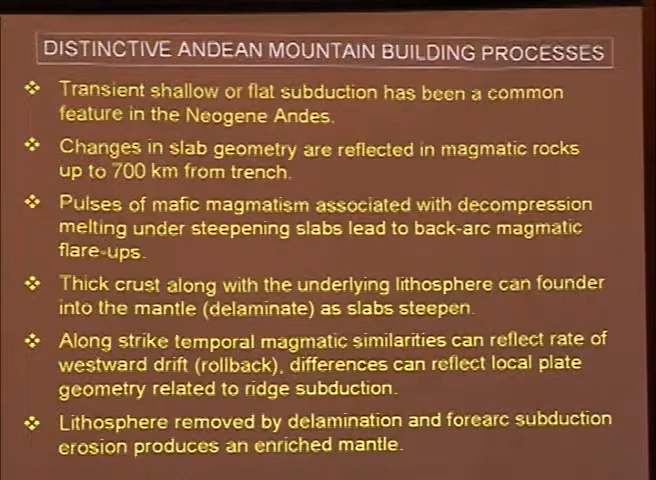 DISTINCTIVE ANDEAN MOUNTAIN BUILDING PROCESSES
Transient shallow or flat subduction has been a common
feature in the Neogene Andes.
Changes in slab geometry are reflected in magmatic rocks
up to 700 km from trench.
Pulses of mafic magmatism associated with decompression
melting under steepening slabs lead to back-arc magmatic
flare-ups.
Thick crust along with the underlying lithosphere can founder
into the mantle (delaminate) as slabs steepen.
Along strike temporal magmatic similarities can reflect rate of
westward drift (rollback), differences can reflect local plate
geometry related to ridge subduction.
Lithosphere removed by delamination and forearc subduction
erosion produces an enriched mantle.